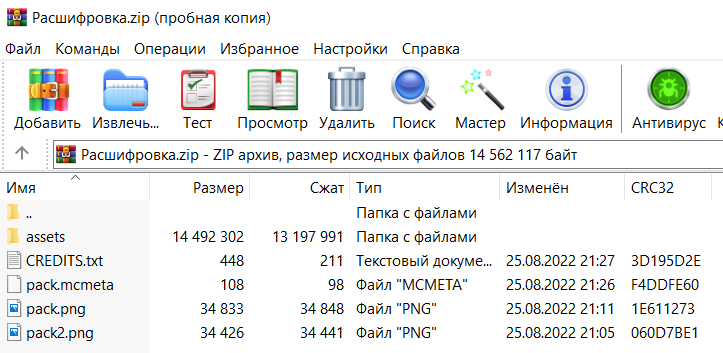 Расшифровка.zip (пробная копия)
Файл Команды Операции Избранное Настройки Справка
Добавить Извлечь... Тест Просмотр Удалить Поиск Мастер Информация Антивирус
Расшифровка.zip - ZIP архив, размер исходных файлов 14 562 117 байт
Имя Размер Сжат Тип Изменён CRC32
.. Папка с файлами
assets 14 492 302 13 197 991 Папка с файлами
CREDITS.txt 448 211 Текстовый докуме... 25.08.2022 21:27 3D195D2E
pack.mcmeta 108 98 Файл "MCMETA" 25.08.2022 21:26 F4DDFE60
pack.png 34 833 34 848 Файл "PNG" 25.08.2022 21:11 1E611273
pack2.png 34 426 34 441 Файл "PNG" 25.08.2022 21:05 060D7BE1